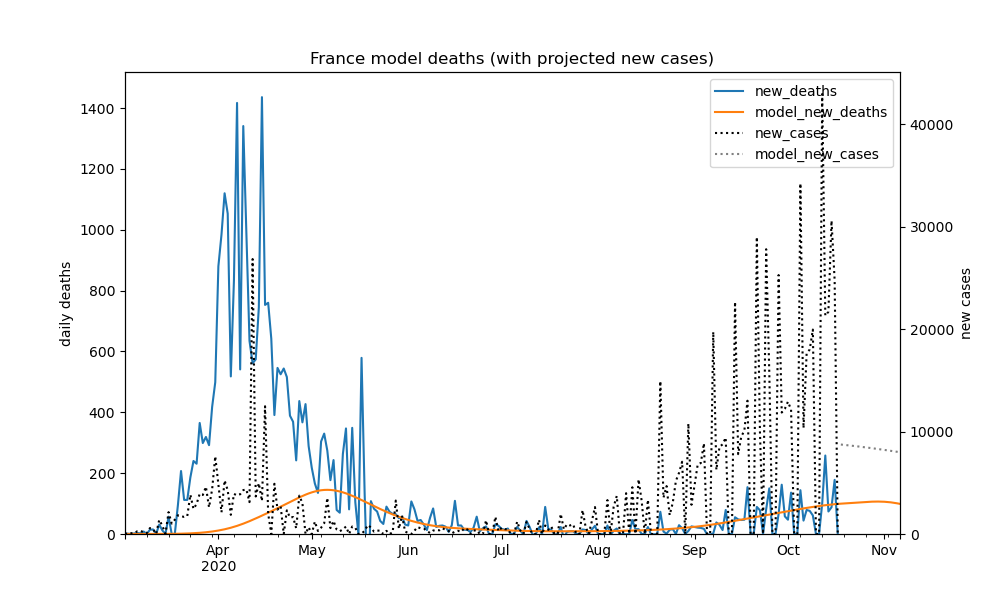 France model deaths (with projected new cases)
new_deaths
model_new_deaths
new_cases
model_new_cases
1400
1200
1000
800
600
400
200
0
daily deaths
40000
30000
20000
10000
0
new cases
Apr
May
Jun
Jul
Aug
Sep
Oct
Nov
2020